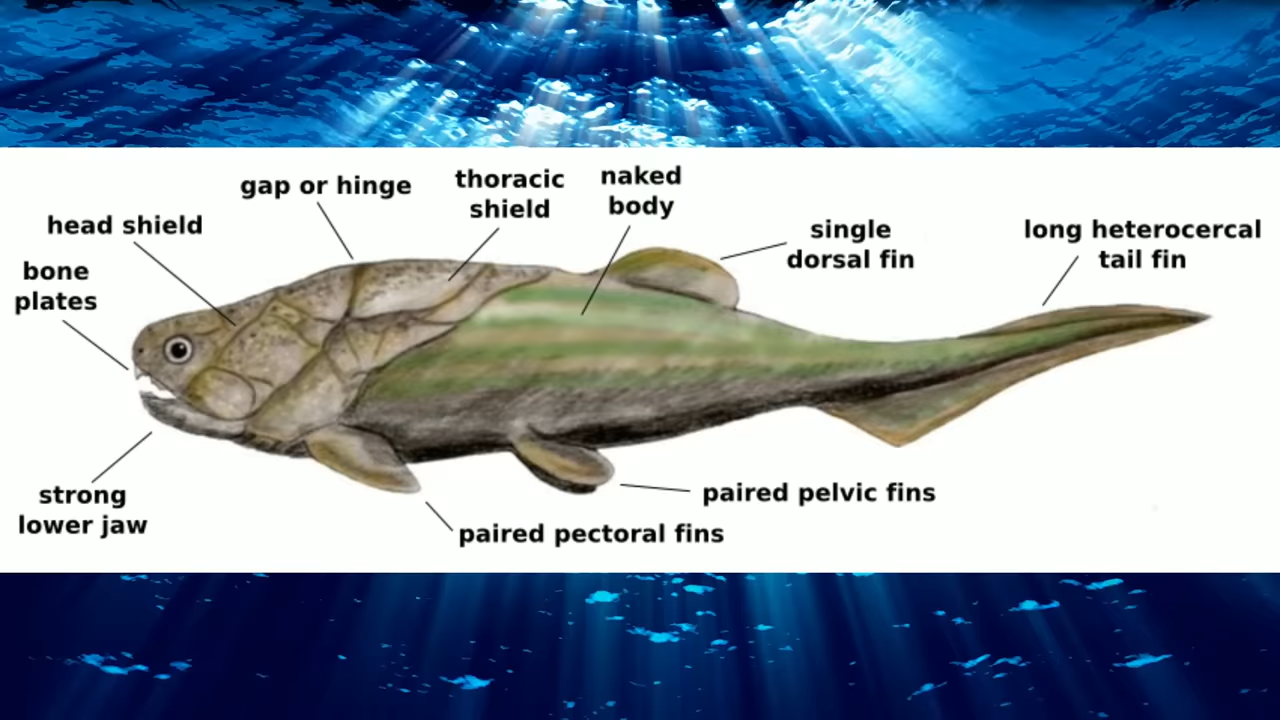 gap or hinge
thoracic
shield
naked
body
head shield
single
dorsal fin
long heterocercal
tail fin
bone
plates
strong
lower jaw
paired pelvic fins
paired pectoral fins